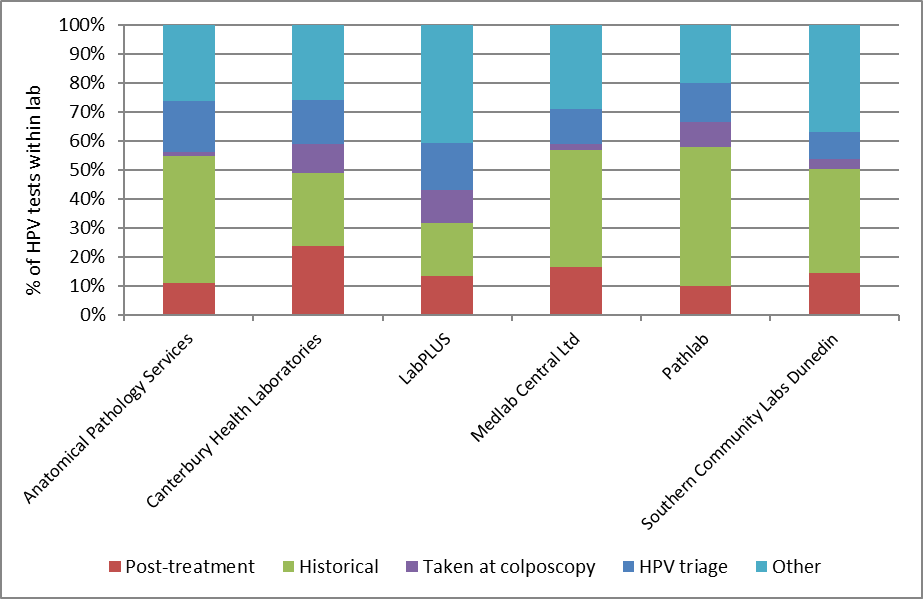 % of HPV tests within lab
100%
90%
80%
70%
60%
50%
40%
30%
20%
10%
0%
Anatomical Pathology Services
Canterbury Health Laboratories
LabPLUS
Medlab Central Ltd
Pathlab
Southern Community Labs Dunedin
Post-treatment Historical Taken at colposcopy HPV triage Other